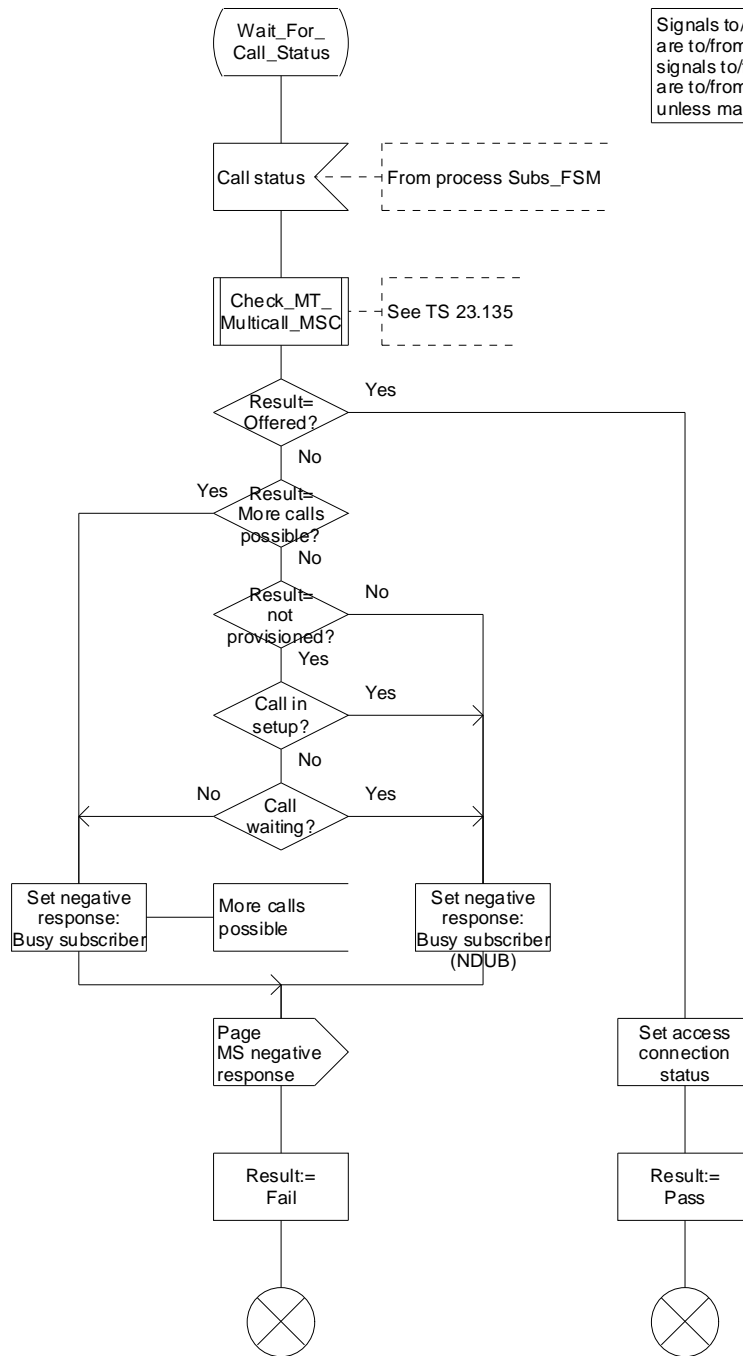 Wait_For_
Call_Status
Signals to/
are to/from
signals to/
are to/from
unless ma
Call status
From process Subs_FSM
Check_MT_
Multicall_MSC
See TS 23.135
Result=
Offered?
Yes
No
Yes
Result=
More calls
possible?
No
Result=
not
provisioned?
No
Yes
Call in
setup?
Yes
No
No
Call
waiting?
Yes
Set negative
response:
Busy subscriber
More calls
possible
Set negative
response:
Busy subscriber
(NDUB)
Page
MS negative
response
Set access
connection
status
Result:=
Fail
Result:=
Pass